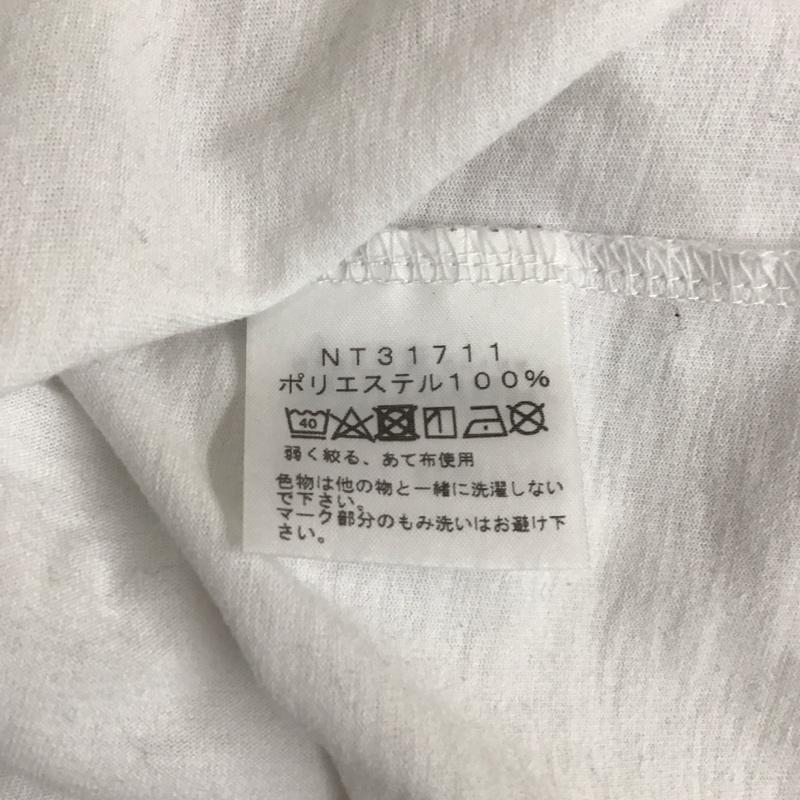 NT31711
ポリエステル100%
40
弱く絞る、あて布使用
色物は他の物と一緒に洗濯しない
で下さい。
マーク部分のもみ洗いはお避け下
さい。